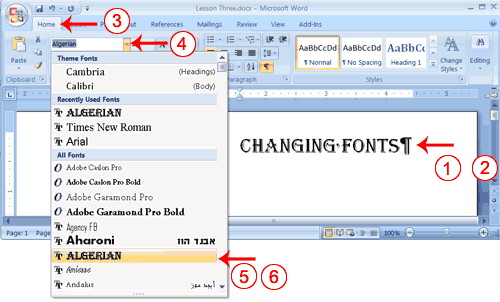 Lesson Three.docx - Microsoft Word
Home
References Mailings Review View Add-Ins
3
Algerian
4
Paste
AaBbCcDd AaBbCcDd AaBbCc
¶ Normal ¶ No Spacing Heading 1
Change Styles
Editing
Clipboard Paragraph Styles
Theme Fonts
Cambria (Headings)
Calibri (Body)
Recently Used Fonts
ALGERIAN
Times New Roman
Arial
All Fonts
Adobe Caslon Pro
Adobe Caslon Pro Bold
Adobe Garamond Pro
Adobe Garamond Pro Bold
Agency FB
Aharoni אבגד הוז
ALGERIAN
Andalus أبجد هوز
CHANGING·FONTS¶
1 2
5 6
Page: 1
100%